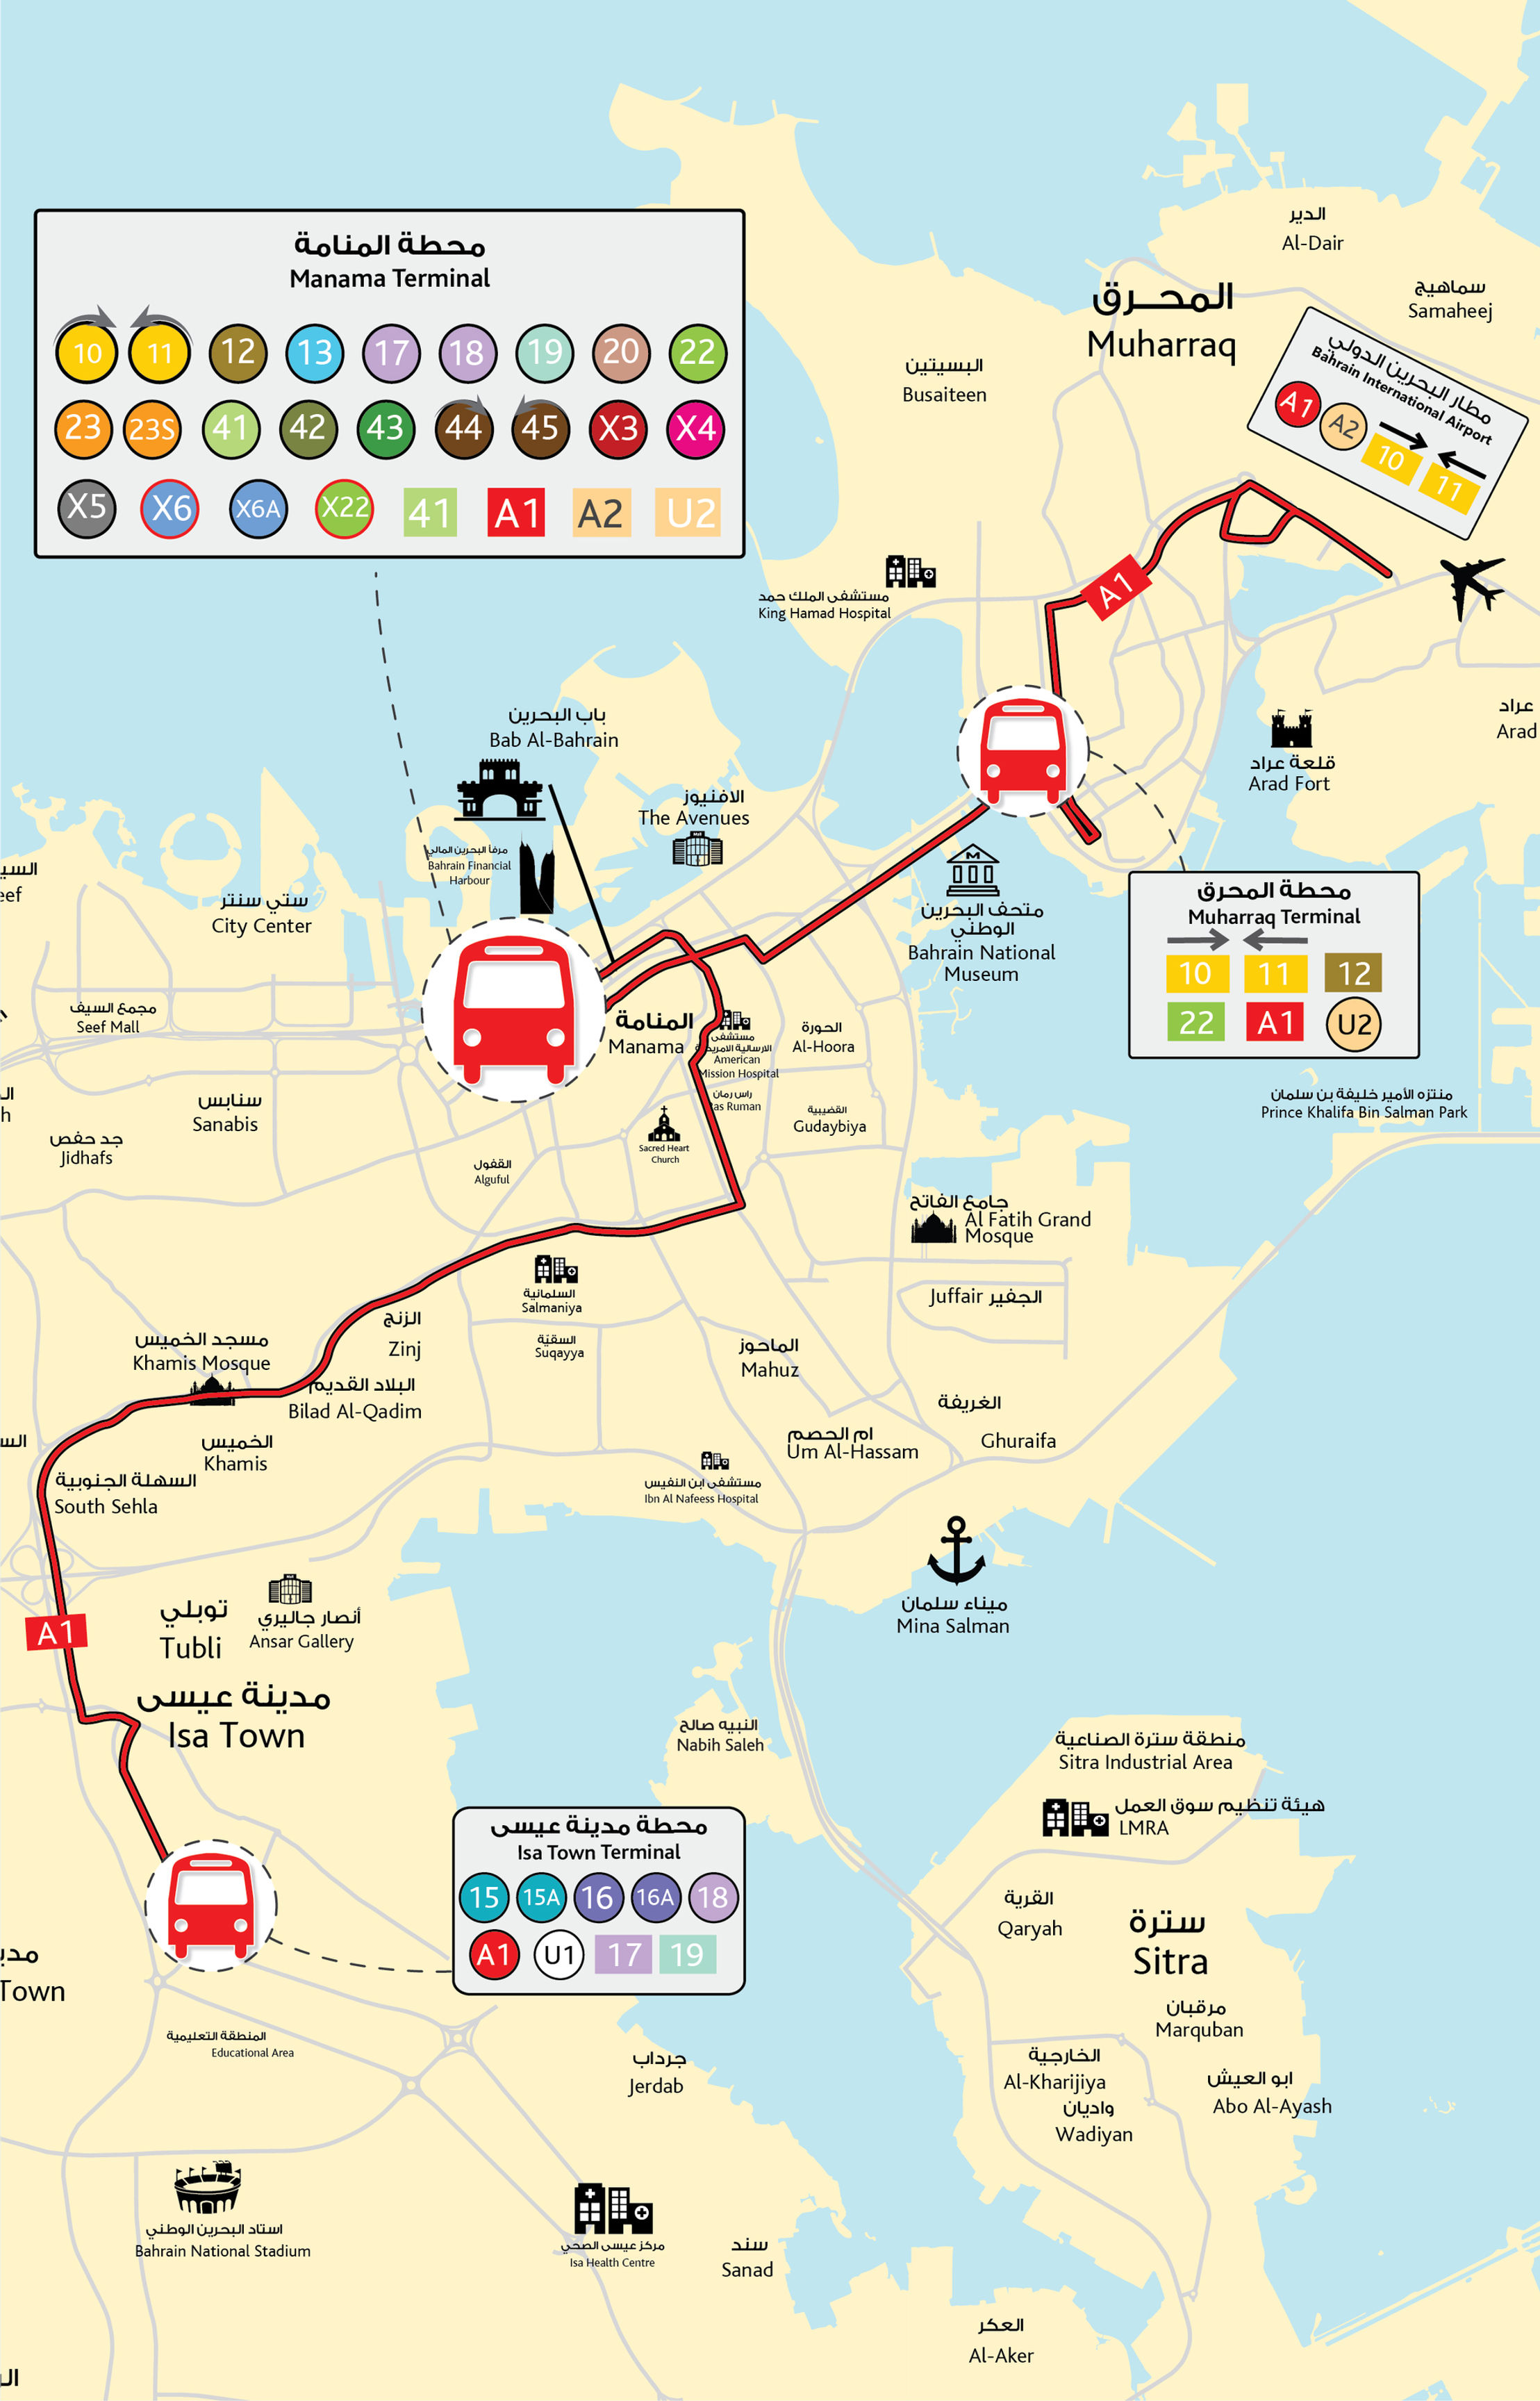 محطة المنامة
Manama Terminal
10 11 12 13 17 18 19 20 22
23 23S 41 42 43 44 45 X3 X4
X5 X6 X6A X22 41 A1 A2 U2
الدير
Al-Dair
سماهيج
Samaheej
المحــرق
Muharraq
البسيتين
Busaiteen
مطار البحرين الدولي
Bahrain International Airport
A1 A2 10 11
A1
مستشفى الملك حمد
King Hamad Hospital
باب البحرين
Bab Al-Bahrain
عراد
Arad
قلعة عراد
Arad Fort
الافنيوز
The Avenues
مرفأ البحرين المالي
Bahrain Financial
Harbour
ستي سنتر
City Center
متحف البحرين
الوطني
Bahrain National
Museum
محطة المحرق
Muharraq Terminal
10 11 12
22 A1 U2
مجمع السيف
Seef Mall
المنامة
Manama
مستشفى
الارسالية الامريكية
American
Mission Hospital
الحورة
Al-Hoora
راس رمان
Ras Ruman
القضيبية
Gudaybiya
منتزه الأمير خليفة بن سلمان
Prince Khalifa Bin Salman Park
سنابس
Sanabis
جد حفص
Jidhafs
Sacred Heart
Church
القفول
Alguful
جامع الفاتح
Al Fatih Grand
Mosque
Juffair الجفير
السلمانية
Salmaniya
السقيّة
Suqayya
الزنج
Zinj
مسجد الخميس
Khamis Mosque
البلاد القديم
Bilad Al-Qadim
الماحوز
Mahuz
الغريفة
Ghuraifa
ام الحصم
Um Al-Hassam
الخميس
Khamis
السهلة الجنوبية
South Sehla
مستشفى ابن النفيس
Ibn Al Nafeess Hospital
ميناء سلمان
Mina Salman
A1
توبلي
Tubli
أنصار جاليري
Ansar Gallery
مدينة عيسى
Isa Town
النبيه صالح
Nabih Saleh
منطقة سترة الصناعية
Sitra Industrial Area
هيئة تنظيم سوق العمل
LMRA
محطة مدينة عيسى
Isa Town Terminal
15 15A 16 16A 18
A1 U1 17 19
القرية
Qaryah
سترة
Sitra
Town
مرقبان
Marquban
المنطقة التعليمية
Educational Area
جرداب
Jerdab
الخارجية
Al-Kharijiya
ابو العيش
Abo Al-Ayash
واديان
Wadiyan
استاد البحرين الوطني
Bahrain National Stadium
مركز عيسى الصحي
Isa Health Centre
سند
Sanad
العكر
Al-Aker